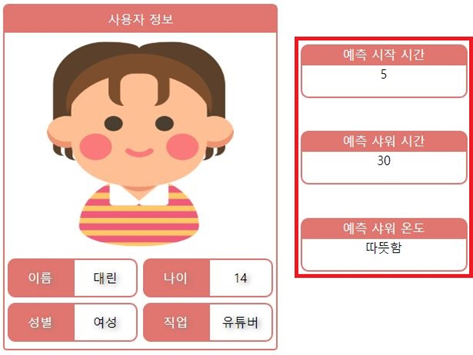 사용자 정보
이름 대린 나이 14
성별 여성 직업 유튜버
예측 시작 시간
5
예측 샤워 시간
30
예측 샤워 온도
따뜻함